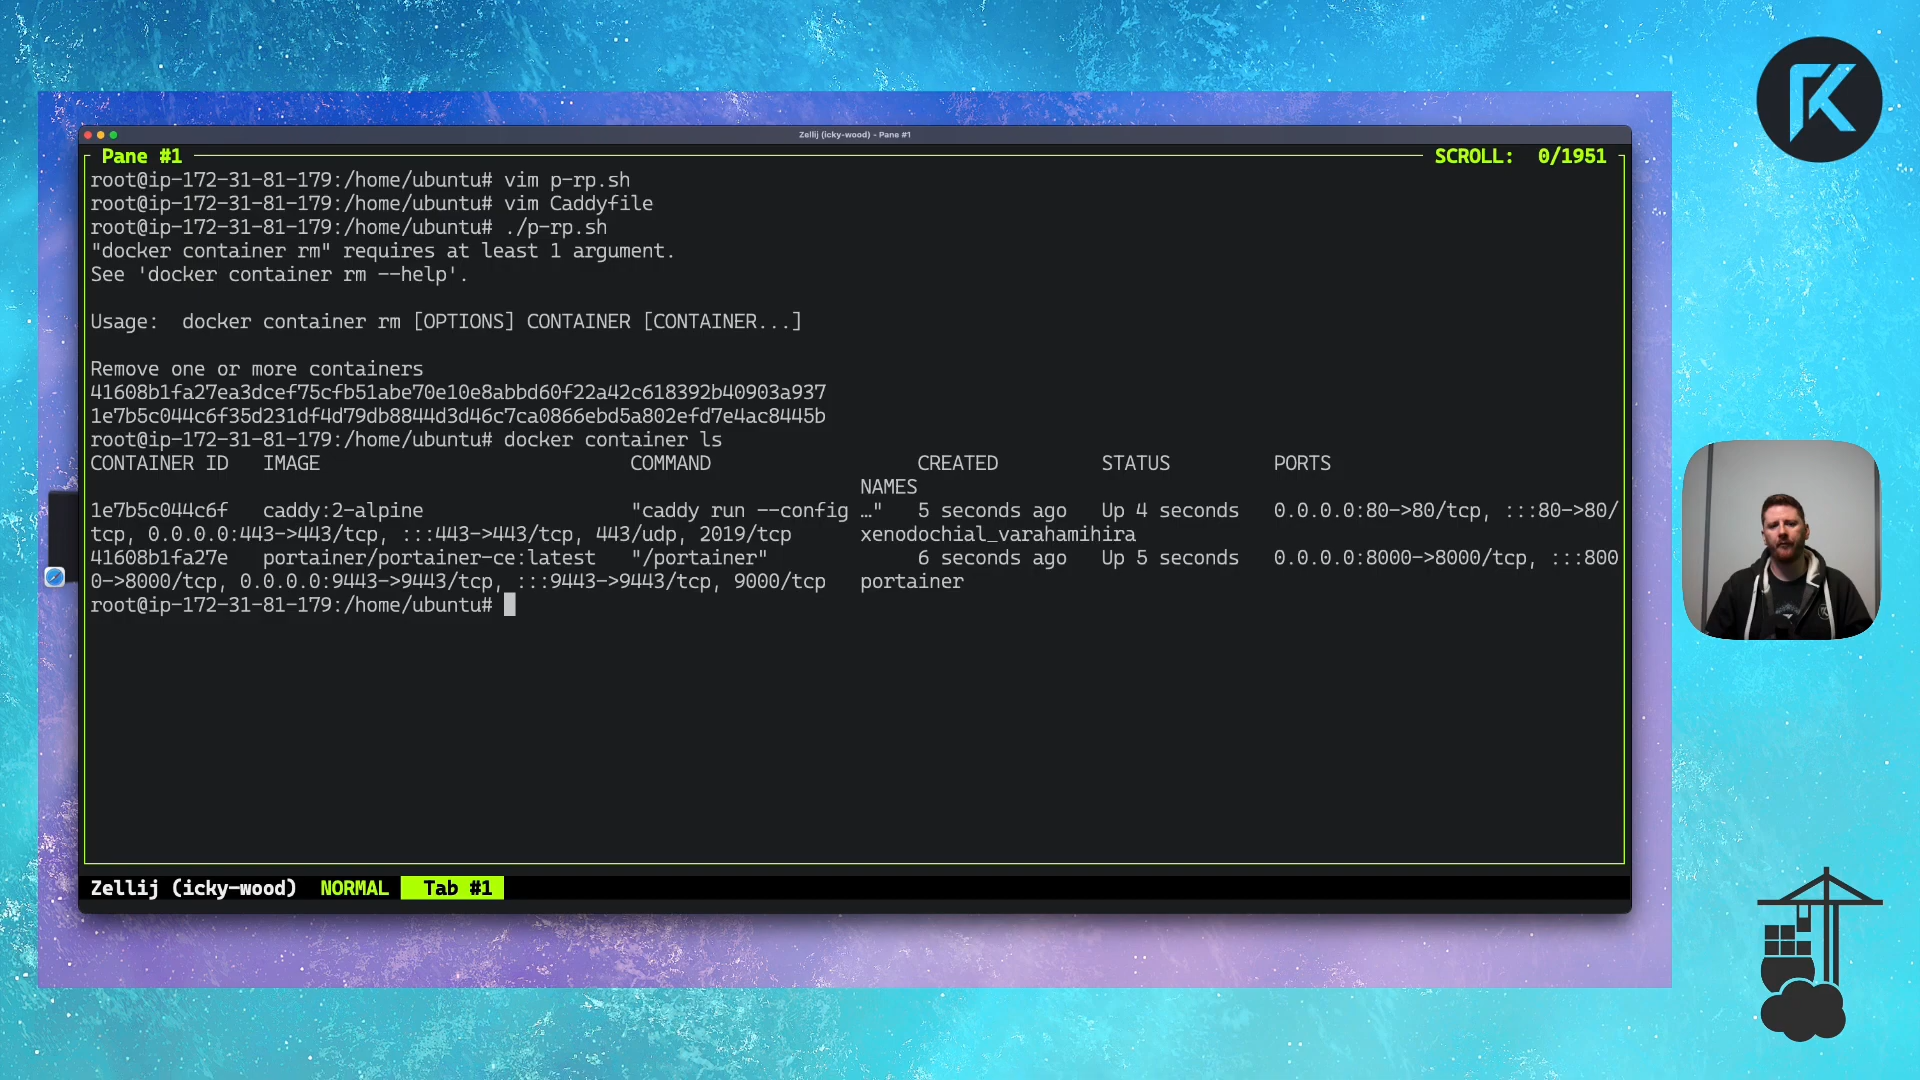 Zellij (icky-wood) - Pane #1
Pane #1 SCROLL: 0/1951
root@ip-172-31-81-179:/home/ubuntu# vim p-rp.sh
root@ip-172-31-81-179:/home/ubuntu# vim Caddyfile
root@ip-172-31-81-179:/home/ubuntu# ./p-rp.sh
"docker container rm" requires at least 1 argument.
See 'docker container rm --help'.
Usage:  docker container rm [OPTIONS] CONTAINER [CONTAINER...]
Remove one or more containers
41608b1fa27ea3dcef75cfb51abe70e10e8abbd60f22a42c618392b40903a937
1e7b5c044c6f35d231df4d79db8844d3d46c7ca0866ebd5a802efd7e4ac8445b
root@ip-172-31-81-179:/home/ubuntu# docker container ls
CONTAINER ID   IMAGE                           COMMAND                  CREATED         STATUS         PORTS
NAMES
1e7b5c044c6f   caddy:2-alpine                  "caddy run --config …"   5 seconds ago   Up 4 seconds   0.0.0.0:80->80/tcp, :::80->80/
tcp, 0.0.0.0:443->443/tcp, :::443->443/tcp, 443/udp, 2019/tcp      xenodochial_varahamihira
41608b1fa27e   portainer/portainer-ce:latest   "/portainer"             6 seconds ago   Up 5 seconds   0.0.0.0:8000->8000/tcp, :::800
0->8000/tcp, 0.0.0.0:9443->9443/tcp, :::9443->9443/tcp, 9000/tcp   portainer
root@ip-172-31-81-179:/home/ubuntu#
Zellij (icky-wood)  NORMAL  Tab #1